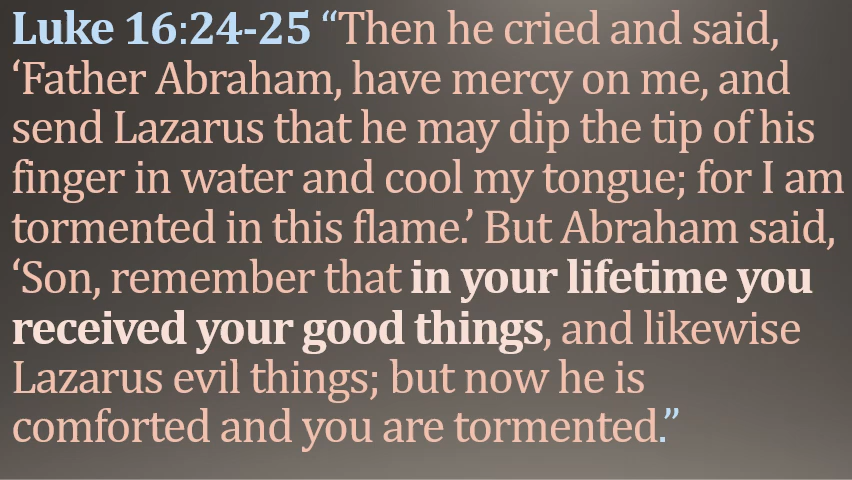 Luke 16:24-25 “Then he cried and said,
‘Father Abraham, have mercy on me, and
send Lazarus that he may dip the tip of his
finger in water and cool my tongue; for I am
tormented in this flame.’ But Abraham said,
‘Son, remember that in your lifetime you
received your good things, and likewise
Lazarus evil things; but now he is
comforted and you are tormented.”